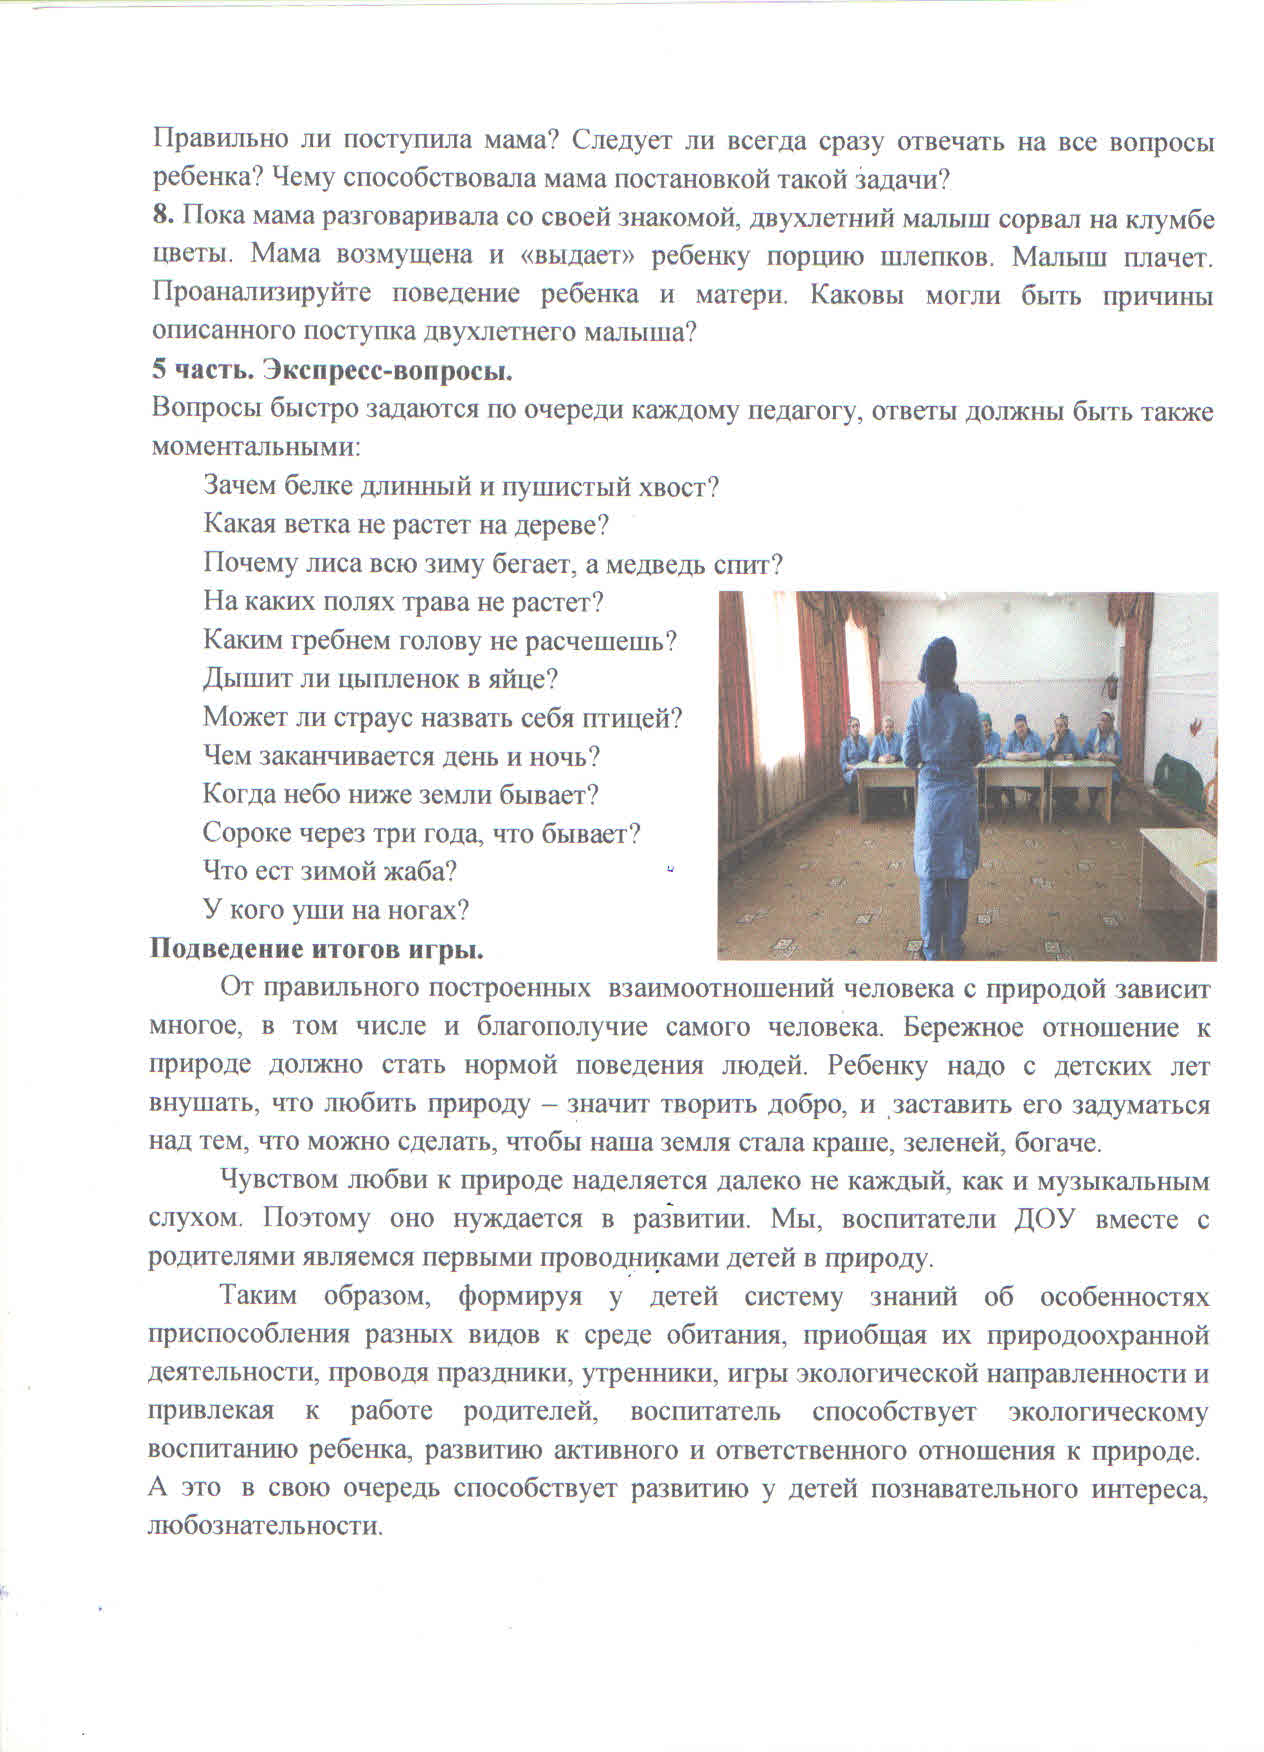 Правильно ли поступила мама? Следует ли всегда сразу отвечать на все вопросы
ребенка? Чему способствовала мама постановкой такой задачи?
8. Пока мама разговаривала со своей знакомой, двухлетний малыш сорвал на клумбе
цветы. Мама возмущена и «выдает» ребенку порцию шлепков. Малыш плачет.
Проанализируйте поведение ребенка и матери. Каковы могли быть причины
описанного поступка двухлетнего малыша?
5 часть. Экспресс-вопросы.
Вопросы быстро задаются по очереди каждому педагогу, ответы должны быть также
моментальными:
Зачем белке длинный и пушистый хвост?
Какая ветка не растет на дереве?
Почему лиса всю зиму бегает, а медведь спит?
На каких полях трава не растет?
Каким гребнем голову не расчешешь?
Дышит ли цыпленок в яйце?
Может ли страус назвать себя птицей?
Чем заканчивается день и ночь?
Когда небо ниже земли бывает?
Сороке через три года, что бывает?
Что ест зимой жаба?
У кого уши на ногах?
Подведение итогов игры.
От правильного построенных взаимоотношений человека с природой зависит
многое, в том числе и благополучие самого человека. Бережное отношение к
природе должно стать нормой поведения людей. Ребенку надо с детских лет
внушать, что любить природу – значит творить добро, и заставить его задуматься
над тем, что можно сделать, чтобы наша земля стала краше, зеленей, богаче.
Чувством любви к природе наделяется далеко не каждый, как и музыкальным
слухом. Поэтому оно нуждается в развитии. Мы, воспитатели ДОУ вместе с
родителями являемся первыми проводниками детей в природу.
Таким образом, формируя у детей систему знаний об особенностях
приспособления разных видов к среде обитания, приобщая их природоохранной
деятельности, проводя праздники, утренники, игры экологической направленности и
привлекая к работе родителей, воспитатель способствует экологическому
воспитанию ребенка, развитию активного и ответственного отношения к природе.
А это в свою очередь способствует развитию у детей познавательного интереса,
любознательности.